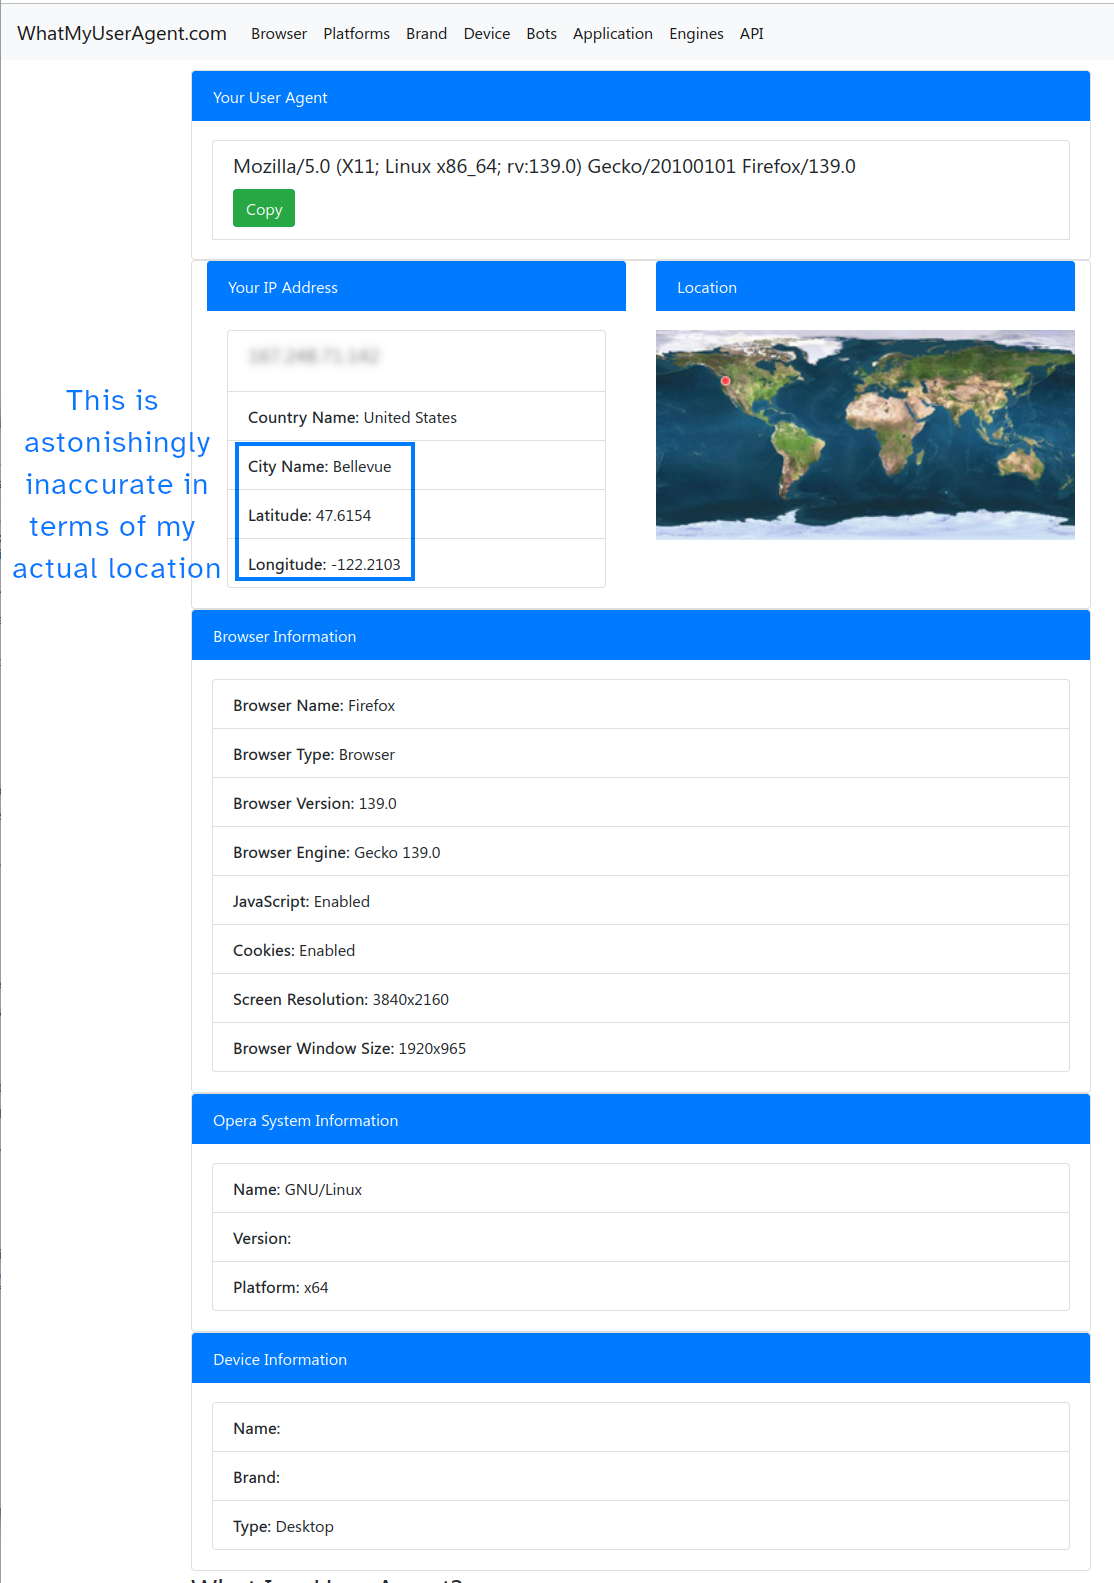 WhatMyUserAgent.com Browser Platforms Brand Device Bots Application Engines API
Your User Agent
Mozilla/5.0 (X11; Linux x86_64; rv:139.0) Gecko/20100101 Firefox/139.0
Copy
Your IP Address
Location
Country Name: United States
City Name: Bellevue
Latitude: 47.6154
Longitude: -122.2103
This is
astonishingly
inaccurate in
terms of my
actual location
Browser Information
Browser Name: Firefox
Browser Type: Browser
Browser Version: 139.0
Browser Engine: Gecko 139.0
JavaScript: Enabled
Cookies: Enabled
Screen Resolution: 3840x2160
Browser Window Size: 1920x965
Opera System Information
Name: GNU/Linux
Version:
Platform: x64
Device Information
Name:
Brand:
Type: Desktop